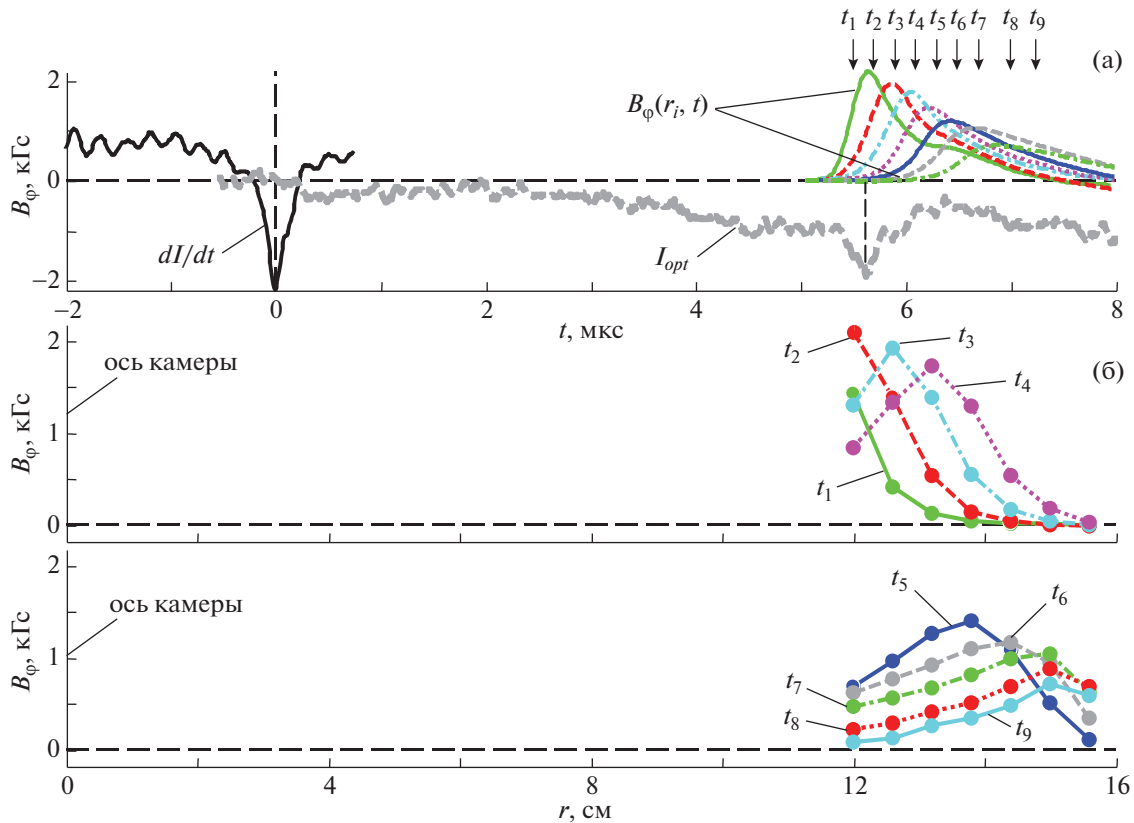 t1 t2 t3 t4 t5 t6 t7 t8 t9
(а)
Bφ, кГс
2
0
−2
Bφ(ri, t)
dI/dt
Iopt
−2 0 2 4 6 8
t, мкс
(б)
Bφ, кГс
2
1
0
ось камеры
t2
t3
t4
t1
Bφ, кГс
2
1
0
ось камеры
t5
t6
t7
t8
t9
0 4 8 12 16
r, см